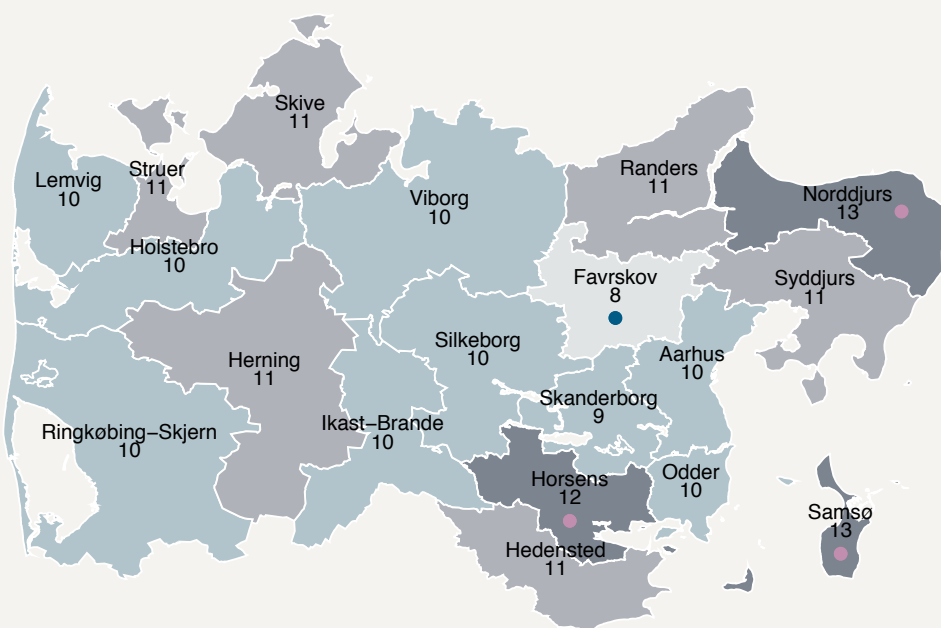 Skive
11
Struer
11
Lemvig
10
Randers
11
Norddjurs
13
Viborg
10
Holstebro
10
Favrskov
8
Syddjurs
11
Silkeborg
10
Aarhus
10
Herning
11
Skanderborg
9
Ikast−Brande
10
Ringkøbing−Skjern
10
Odder
10
Horsens
12
Samsø
13
Hedensted
11